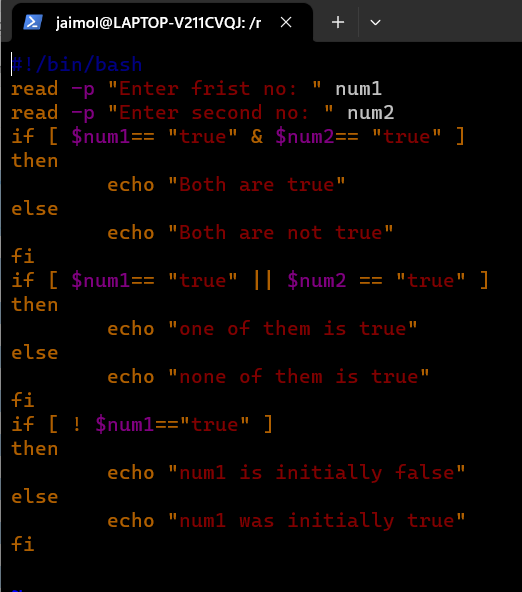 jaimol@LAPTOP-V211CVQJ: /r
#!/bin/bash
read -p "Enter frist no: " num1
read -p "Enter second no: " num2
if [ $num1== "true" & $num2== "true" ]
then
        echo "Both are true"
else
        echo "Both are not true"
fi
if [ $num1== "true" || $num2 == "true" ]
then
        echo "one of them is true"
else
        echo "none of them is true"
fi
if [ ! $num1=="true" ]
then
        echo "num1 is initially false"
else
        echo "num1 was initially true"
fi